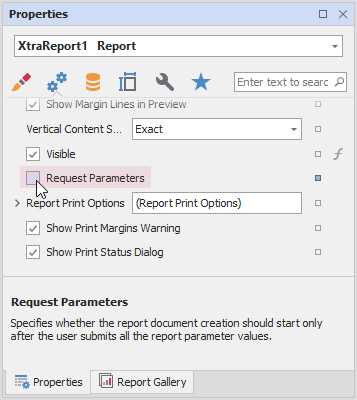 Properties
XtraReport1 Report
Enter text to searc
Show Margin Lines in Preview
Vertical Content S... Exact
Visible
Request Parameters
Report Print Options (Report Print Options)
Show Print Margins Warning
Show Print Status Dialog
Request Parameters
Specifies whether the report document creation should start only
after the user submits all the report parameter values.
Properties Report Gallery